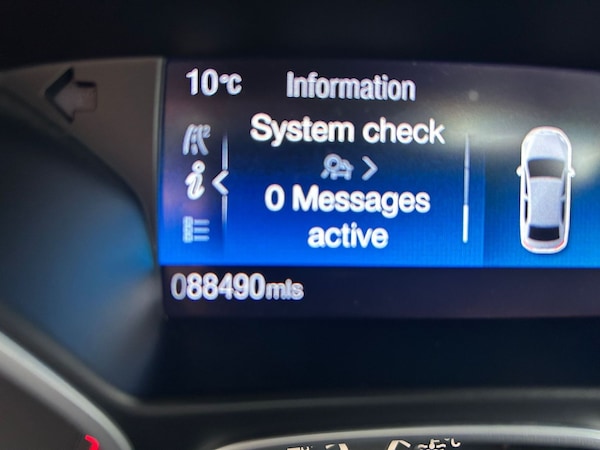 10°C Information
System check
0 Messages
active
088490mls